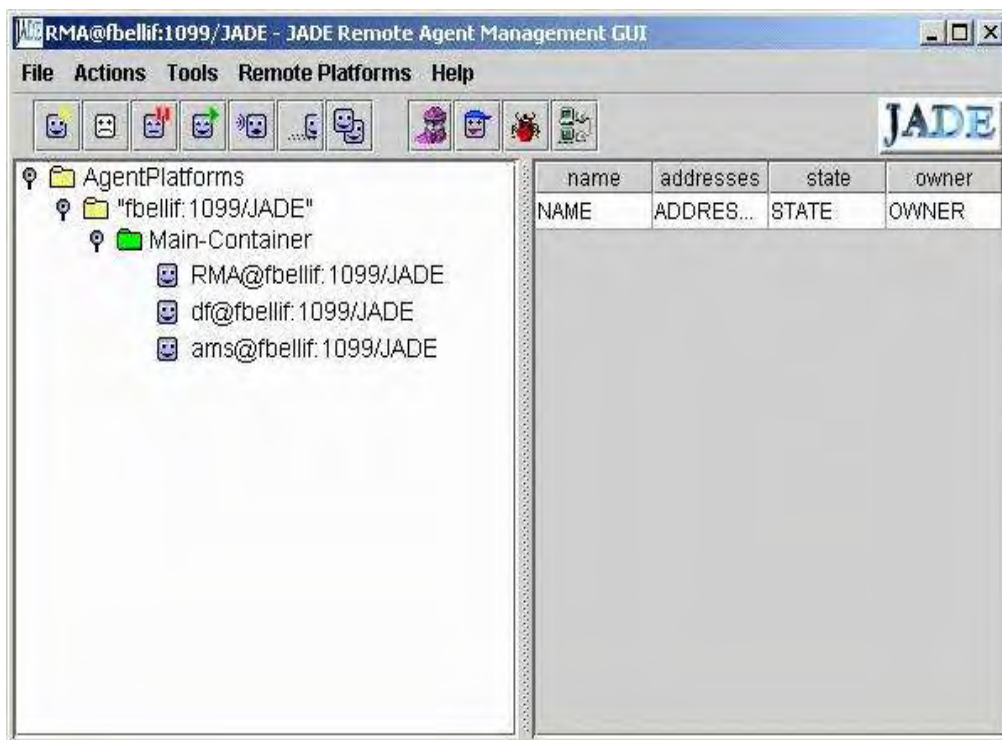 RMA@fbellif:1099/JADE - JADE Remote Agent Management GUI
File Actions Tools Remote Platforms Help
JADE
AgentPlatforms
"fbellif:1099/JADE"
Main-Container
RMA@fbellif:1099/JADE
df@fbellif:1099/JADE
ams@fbellif:1099/JADE
name addresses state owner
NAME ADDRES... STATE OWNER